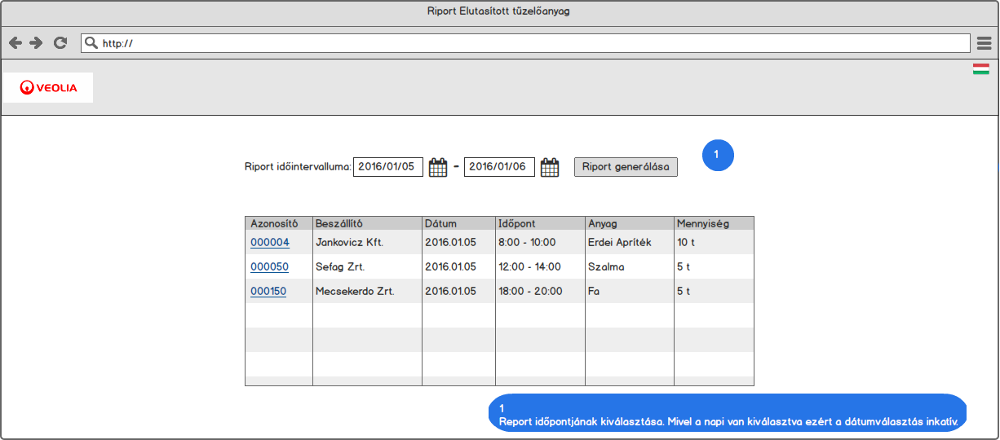 Riport Elutasított tüzelőanyag
http://
VEOLIA
Riport időintervalluma: 2016/01/05 - 2016/01/06 Riport generálása
1
Azonosító Beszállító Dátum Időpont Anyag Mennyiség
000004 Jankovicz Kft. 2016.01.05 8:00 - 10:00 Erdei Apríték 10 t
000050 Sefag Zrt. 2016.01.05 12:00 - 14:00 Szalma 5 t
000150 Mecsekerdo Zrt. 2016.01.05 18:00 - 20:00 Fa 5 t
1
Report időpontjának kiválasztása. Mivel a napi van kiválasztva ezért a dátumválasztás inkatív.